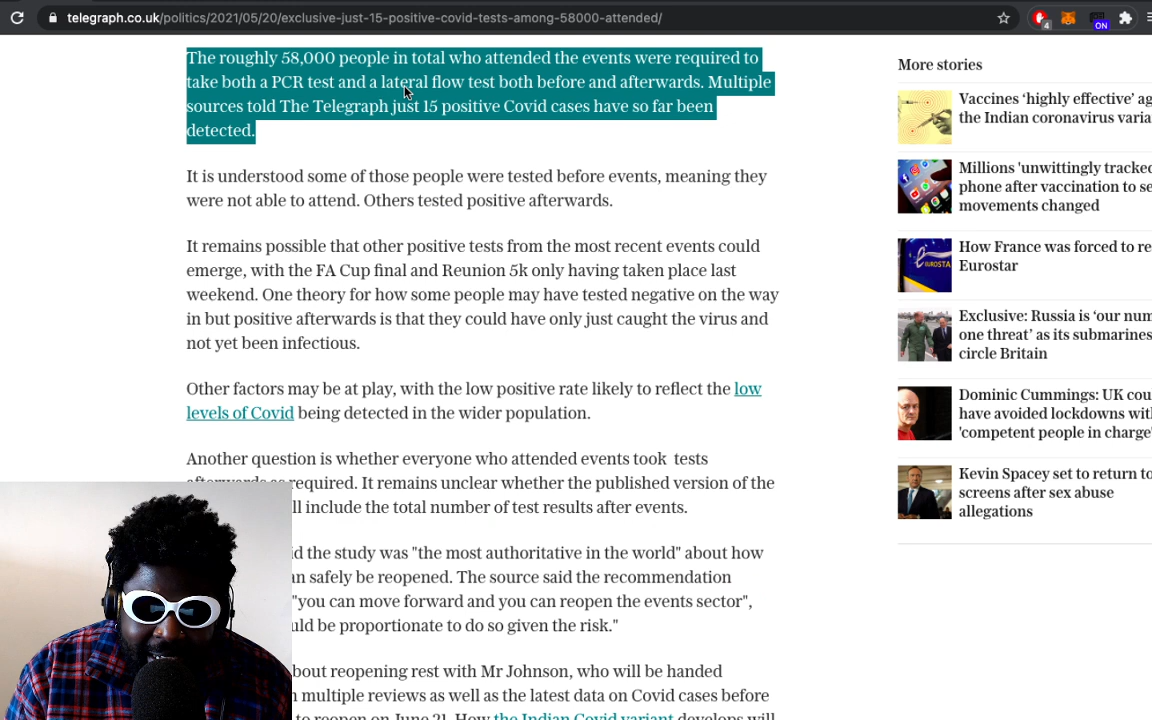 telegraph.co.uk/politics/2021/05/20/exclusive-just-15-positive-covid-tests-among-58000-attended/
4
ON
The roughly 58,000 people in total who attended the events were required to
take both a PCR test and a lateral flow test both before and afterwards. Multiple
sources told The Telegraph just 15 positive Covid cases have so far been
detected.
It is understood some of those people were tested before events, meaning they
were not able to attend. Others tested positive afterwards.
It remains possible that other positive tests from the most recent events could
emerge, with the FA Cup final and Reunion 5k only having taken place last
weekend. One theory for how some people may have tested negative on the way
in but positive afterwards is that they could have only just caught the virus and
not yet been infectious.
Other factors may be at play, with the low positive rate likely to reflect the low
levels of Covid being detected in the wider population.
Another question is whether everyone who attended events took tests
afterwards as required. It remains unclear whether the published version of the
ll include the total number of test results after events.
id the study was "the most authoritative in the world" about how
n safely be reopened. The source said the recommendation
"you can move forward and you can reopen the events sector",
uld be proportionate to do so given the risk."
bout reopening rest with Mr Johnson, who will be handed
multiple reviews as well as the latest data on Covid cases before
to reopen on June 21. How the Indian Covid variant develops will
More stories
Vaccines ‘highly effective’ ag
the Indian coronavirus varia
Millions 'unwittingly tracked
phone after vaccination to se
movements changed
How France was forced to re
Eurostar
Exclusive: Russia is ‘our num
one threat’ as its submarines
circle Britain
Dominic Cummings: UK cou
have avoided lockdowns with
'competent people in charge'
Kevin Spacey set to return to
screens after sex abuse
allegations